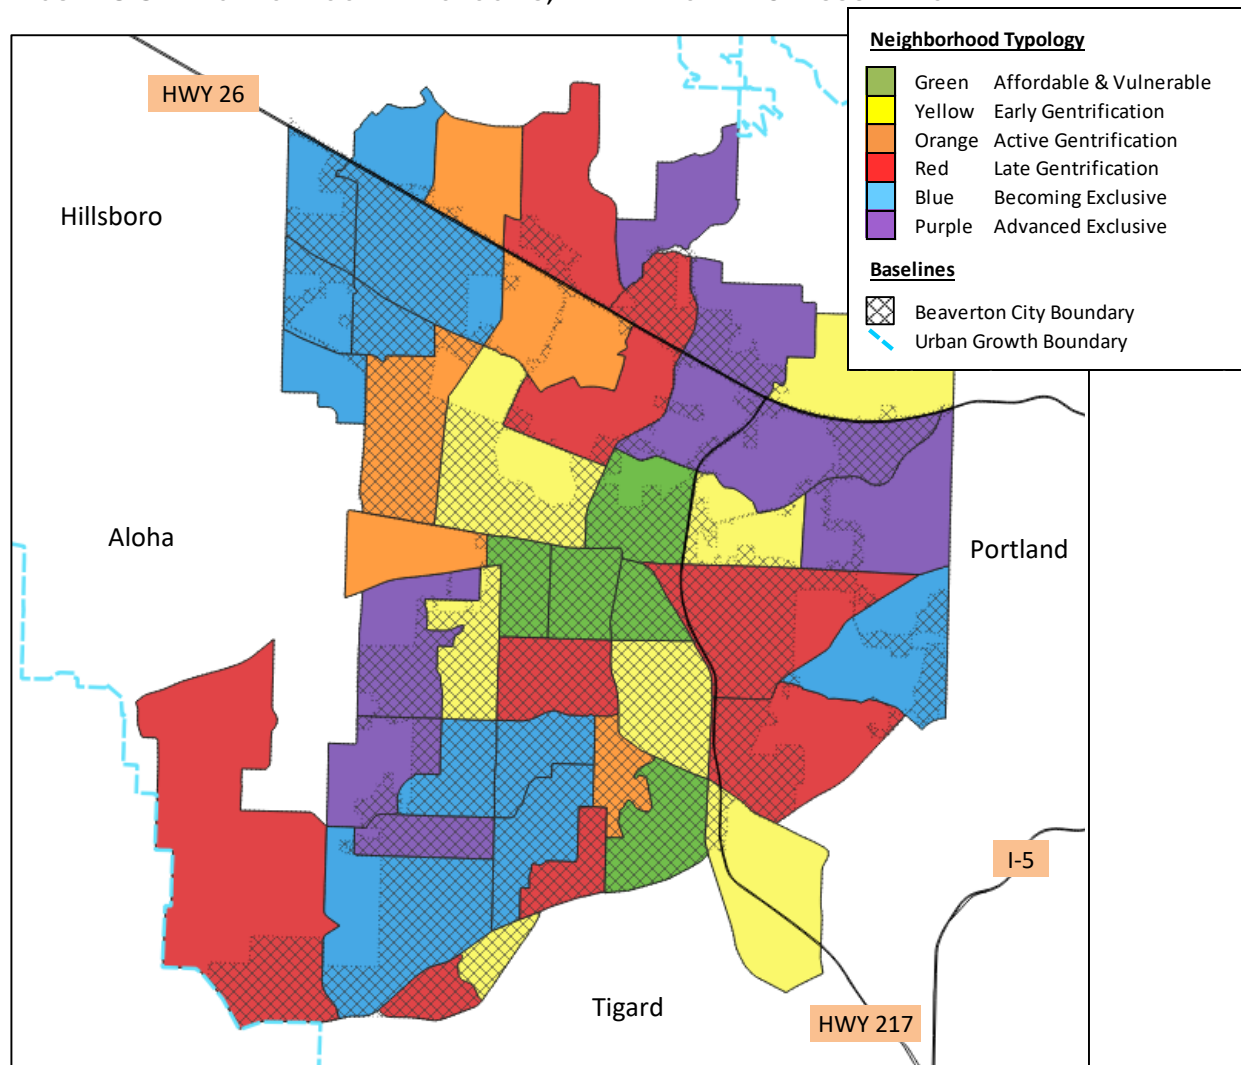 Neighborhood Typology
Green Affordable & Vulnerable
Yellow Early Gentrification
Orange Active Gentrification
Red Late Gentrification
Blue Becoming Exclusive
Purple Advanced Exclusive
Baselines
Beaverton City Boundary
Urban Growth Boundary
HWY 26
Hillsboro
Aloha
Portland
I-5
Tigard
HWY 217